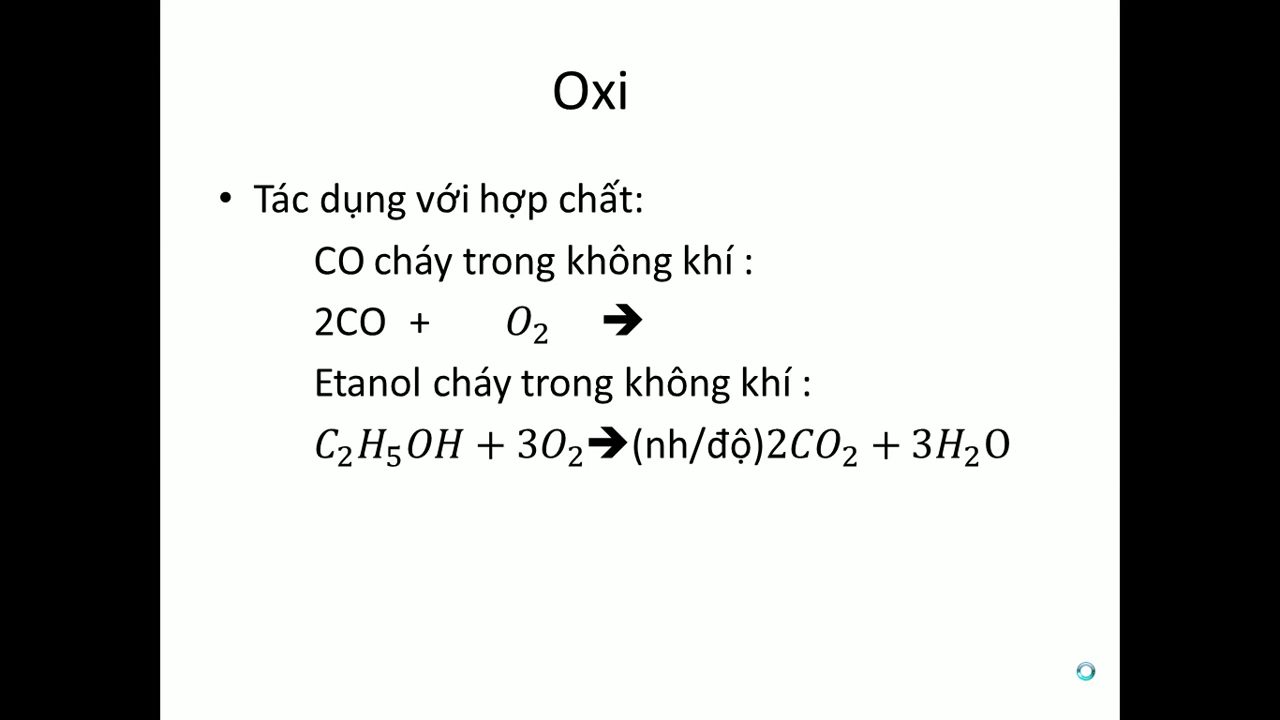 Oxi
• Tác dụng với hợp chất:
CO cháy trong không khí :
2CO + 𝑂₂ ➔
Etanol cháy trong không khí :
𝐶₂𝐻₅𝑂𝐻 + 3𝑂₂➔(nh/độ)2𝐶𝑂₂ + 3𝐻₂O